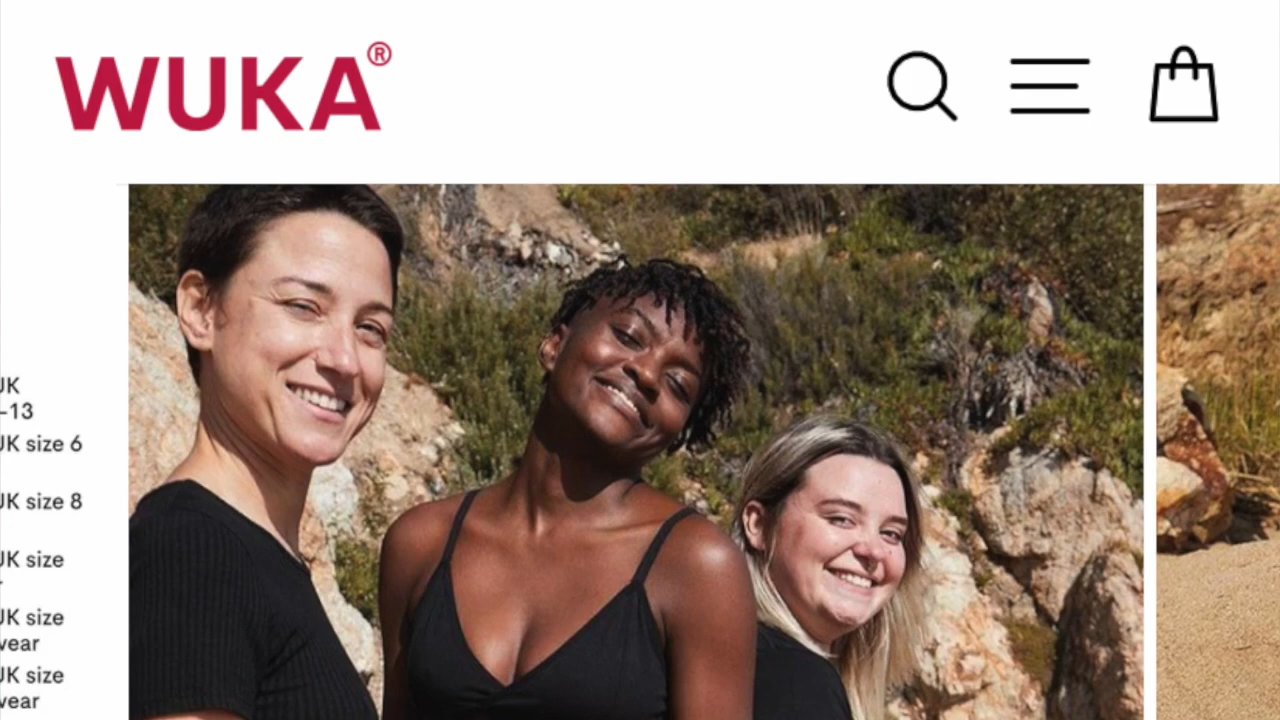 WUKA®
UK
-13
UK size 6
UK size 8
UK size
UK size
wear
UK size
wear